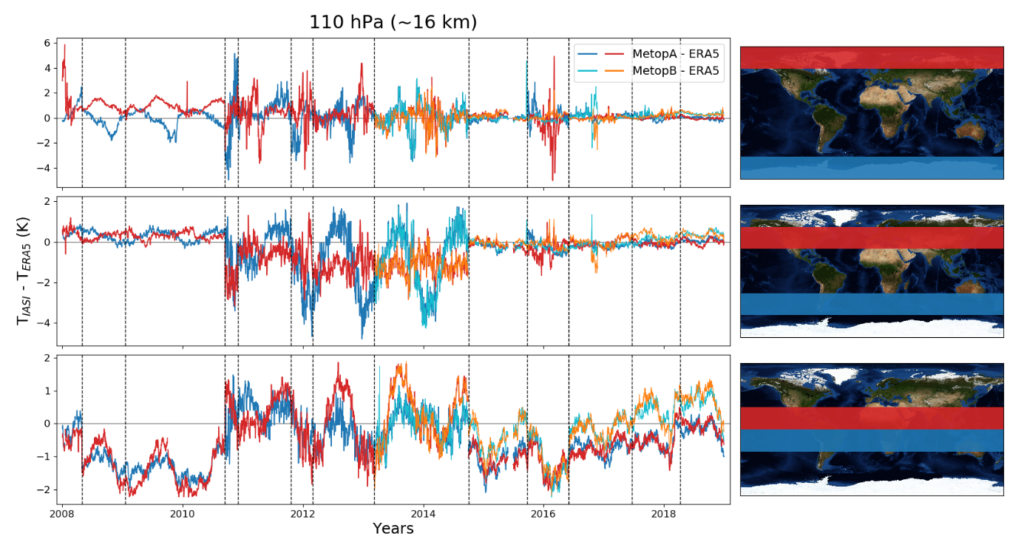 110 hPa (~16 km)
MetopA - ERA5
MetopB - ERA5
6
4
2
0
−2
−4
2
0
−2
−4
T_IASI - T_ERA5 (K)
2
1
0
−1
−2
2008 2010 2012 2014 2016 2018
Years